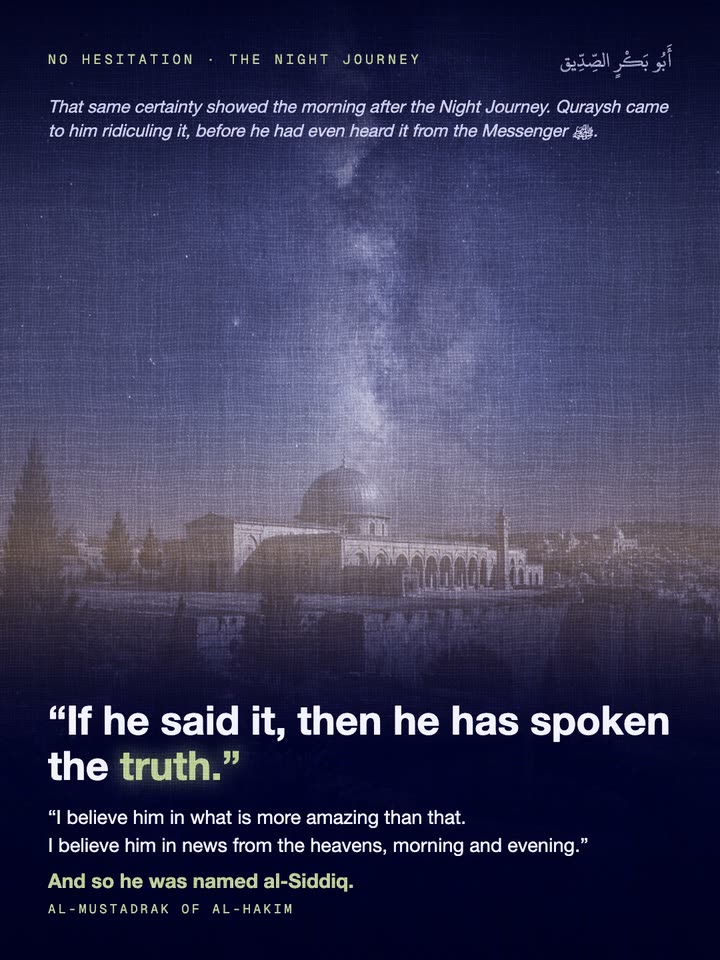 NO HESITATION · THE NIGHT JOURNEY
أَبُو بَكْرٍ الصِّدِّيق
That same certainty showed the morning after the Night Journey. Quraysh came
to him ridiculing it, before he had even heard it from the Messenger ﷺ.
“If he said it, then he has spoken
the truth.”
“I believe him in what is more amazing than that.
I believe him in news from the heavens, morning and evening.”
And so he was named al-Siddiq.
AL-MUSTADRAK OF AL-HAKIM